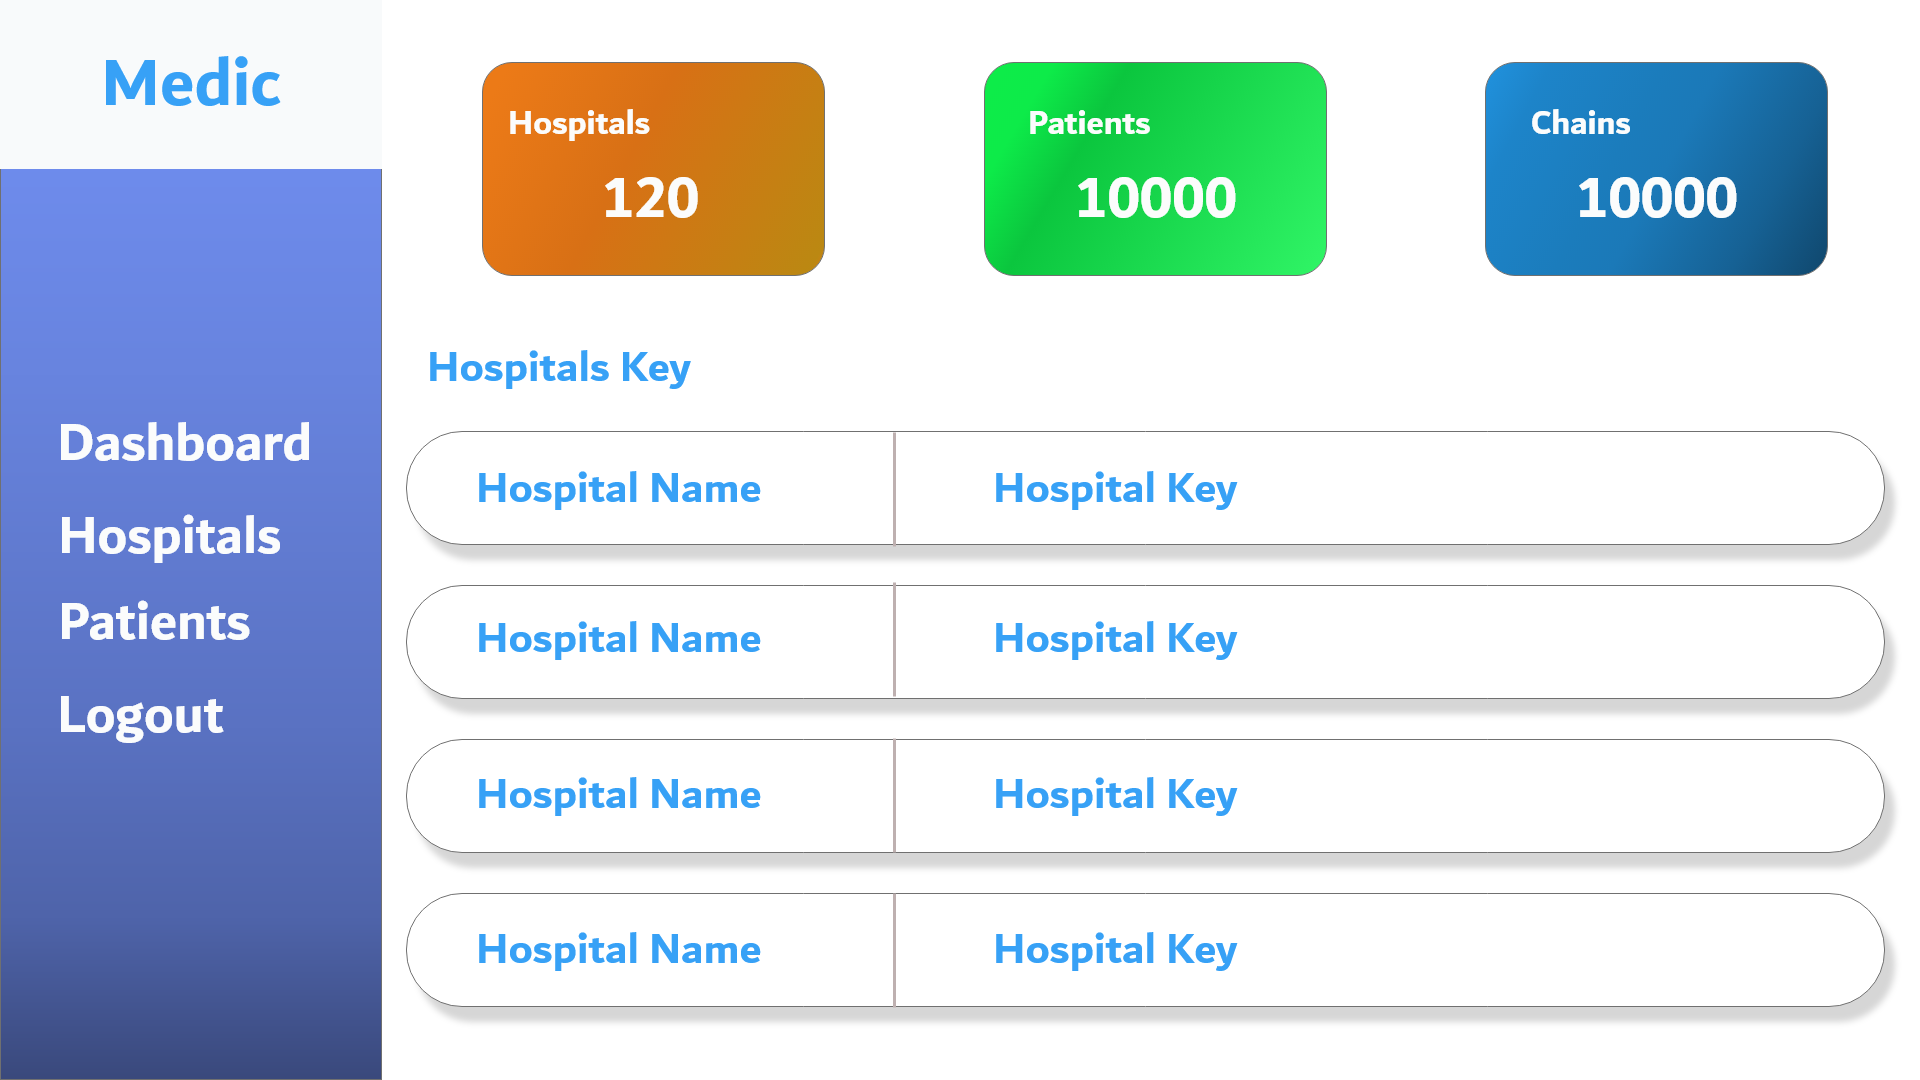 Medic
Dashboard
Hospitals
Patients
Logout
Hospitals
120
Patients
10000
Chains
10000
Hospitals Key
Hospital Name Hospital Key
Hospital Name Hospital Key
Hospital Name Hospital Key
Hospital Name Hospital Key